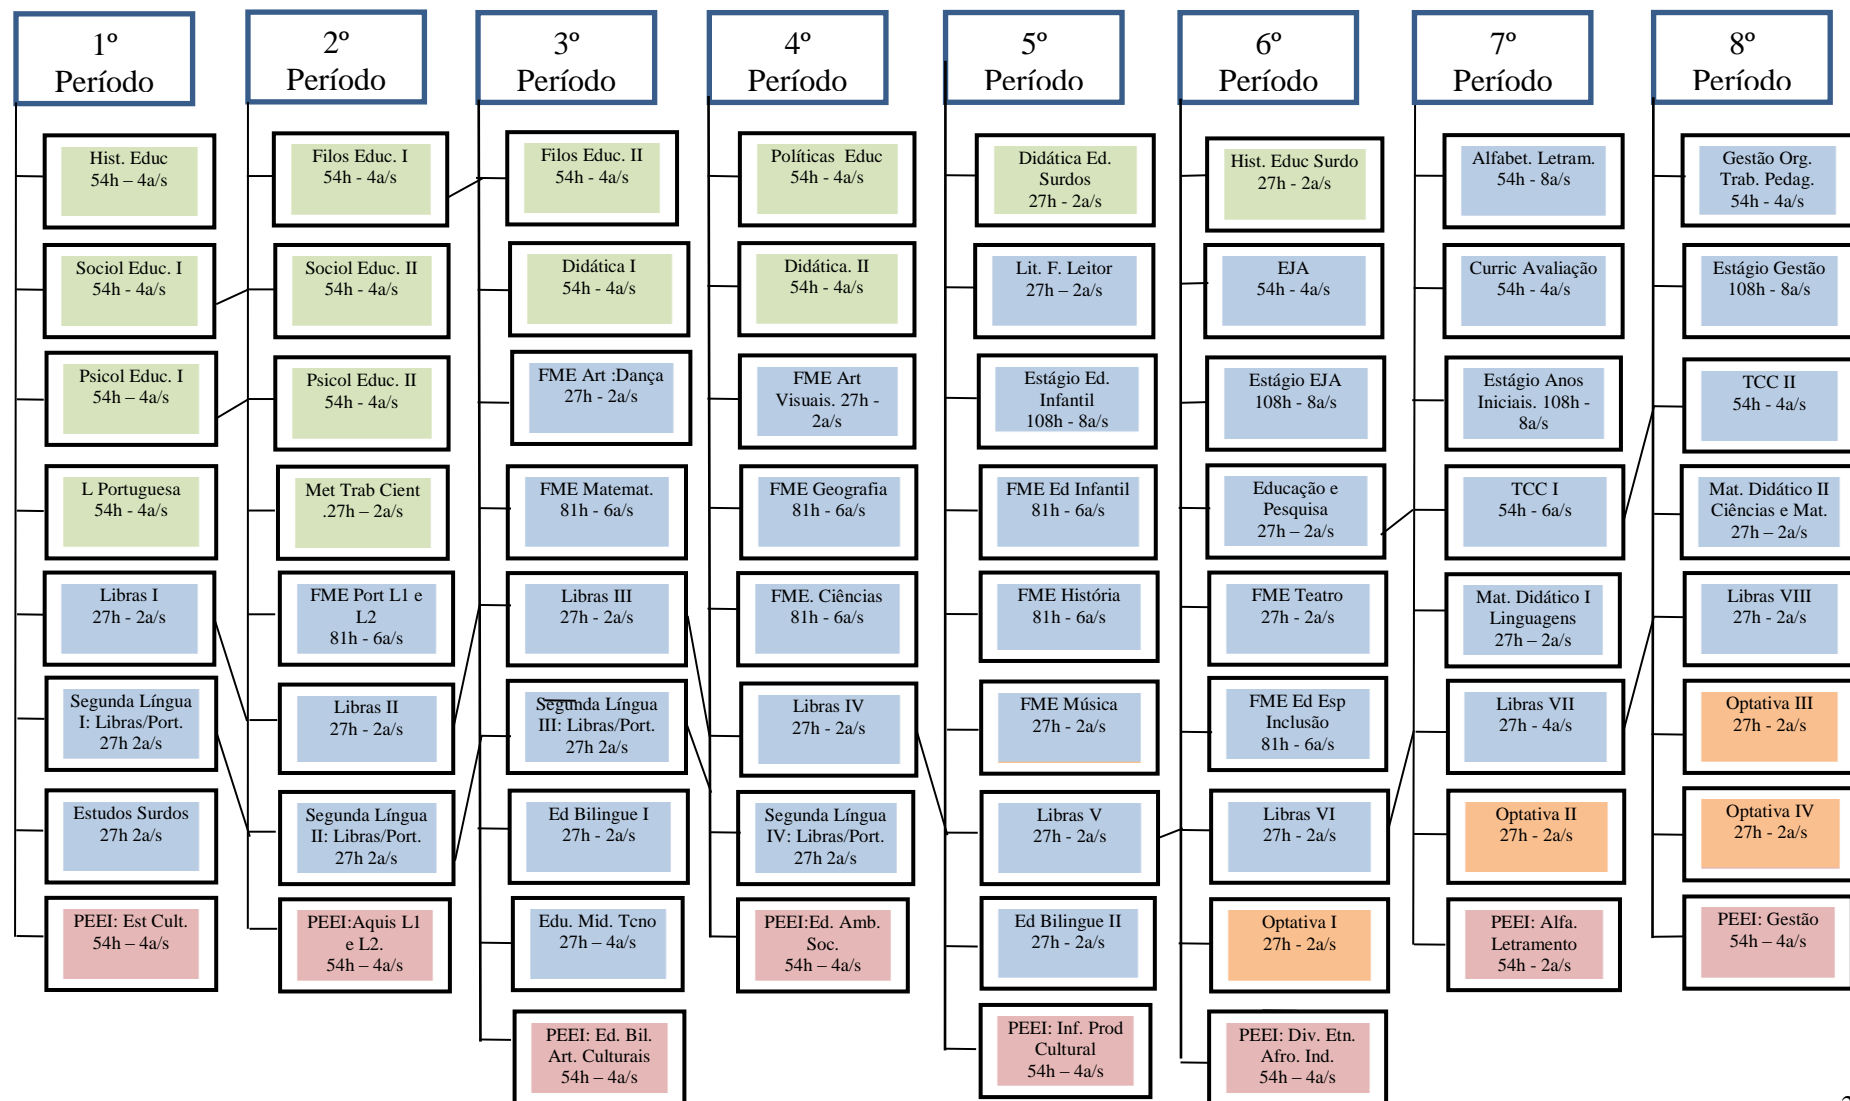 1º
Período
2º
Período
3º
Período
4º
Período
5º
Período
6º
Período
7º
Período
8º
Período
Hist. Educ
54h – 4a/s
Sociol Educ. I
54h - 4a/s
Psicol Educ. I
54h – 4a/s
L Portuguesa
54h - 4a/s
Libras I
27h - 2a/s
Segunda Língua
I: Libras/Port.
27h 2a/s
Estudos Surdos
27h 2a/s
PEEI: Est Cult.
54h – 4a/s
Filos Educ. I
54h - 4a/s
Sociol Educ. II
54h - 4a/s
Psicol Educ. II
54h - 4a/s
Met Trab Cient
.27h – 2a/s
FME Port L1 e
L2
81h - 6a/s
Libras II
27h - 2a/s
Segunda Língua
II: Libras/Port.
27h 2a/s
PEEI:Aquis L1
e L2.
54h – 4a/s
Filos Educ. II
54h - 4a/s
Didática I
54h - 4a/s
FME Art :Dança
27h - 2a/s
FME Matemat.
81h - 6a/s
Libras III
27h - 2a/s
Segunda Língua
III: Libras/Port.
27h 2a/s
Ed Bilingue I
27h - 2a/s
Edu. Mid. Tcno
27h – 4a/s
PEEI: Ed. Bil.
Art. Culturais
54h – 4a/s
Políticas Educ
54h - 4a/s
Didática. II
54h - 4a/s
FME Art
Visuais. 27h -
2a/s
FME Geografia
81h - 6a/s
FME. Ciências
81h - 6a/s
Libras IV
27h - 2a/s
Segunda Língua
IV: Libras/Port.
27h 2a/s
PEEI:Ed. Amb.
Soc.
54h – 4a/s
Didática Ed.
Surdos
27h - 2a/s
Lit. F. Leitor
27h – 2a/s
Estágio Ed.
Infantil
108h - 8a/s
FME Ed Infantil
81h - 6a/s
FME História
81h - 6a/s
FME Música
27h - 2a/s
Libras V
27h - 2a/s
Ed Bilingue II
27h - 2a/s
PEEI: Inf. Prod
Cultural
54h – 4a/s
Hist. Educ Surdo
27h - 2a/s
EJA
54h - 4a/s
Estágio EJA
108h - 8a/s
Educação e
Pesquisa
27h – 2a/s
FME Teatro
27h - 2a/s
FME Ed Esp
Inclusão
81h - 6a/s
Libras VI
27h - 2a/s
Optativa I
27h - 2a/s
PEEI: Div. Etn.
Afro. Ind.
54h – 4a/s
Alfabet. Letram.
54h - 8a/s
Curric Avaliação
54h - 4a/s
Estágio Anos
Iniciais. 108h -
8a/s
TCC I
54h - 6a/s
Mat. Didático I
Linguagens
27h – 2a/s
Libras VII
27h - 4a/s
Optativa II
27h - 2a/s
PEEI: Alfa.
Letramento
54h - 2a/s
Gestão Org.
Trab. Pedag.
54h - 4a/s
Estágio Gestão
108h - 8a/s
TCC II
54h - 4a/s
Mat. Didático II
Ciências e Mat.
27h – 2a/s
Libras VIII
27h - 2a/s
Optativa III
27h - 2a/s
Optativa IV
27h - 2a/s
PEEI: Gestão
54h – 4a/s